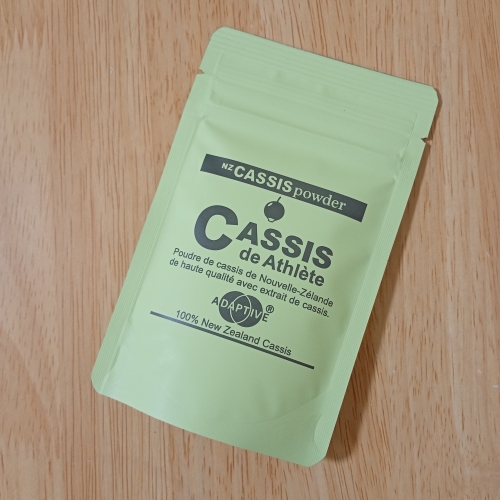 NZ CASSIS powder
CASSIS
de Athlète
Poudre de cassis de Nouvelle-Zélande
de haute qualité avec extrait de cassis.
ADAPTIVE®
100% New Zealand Cassis